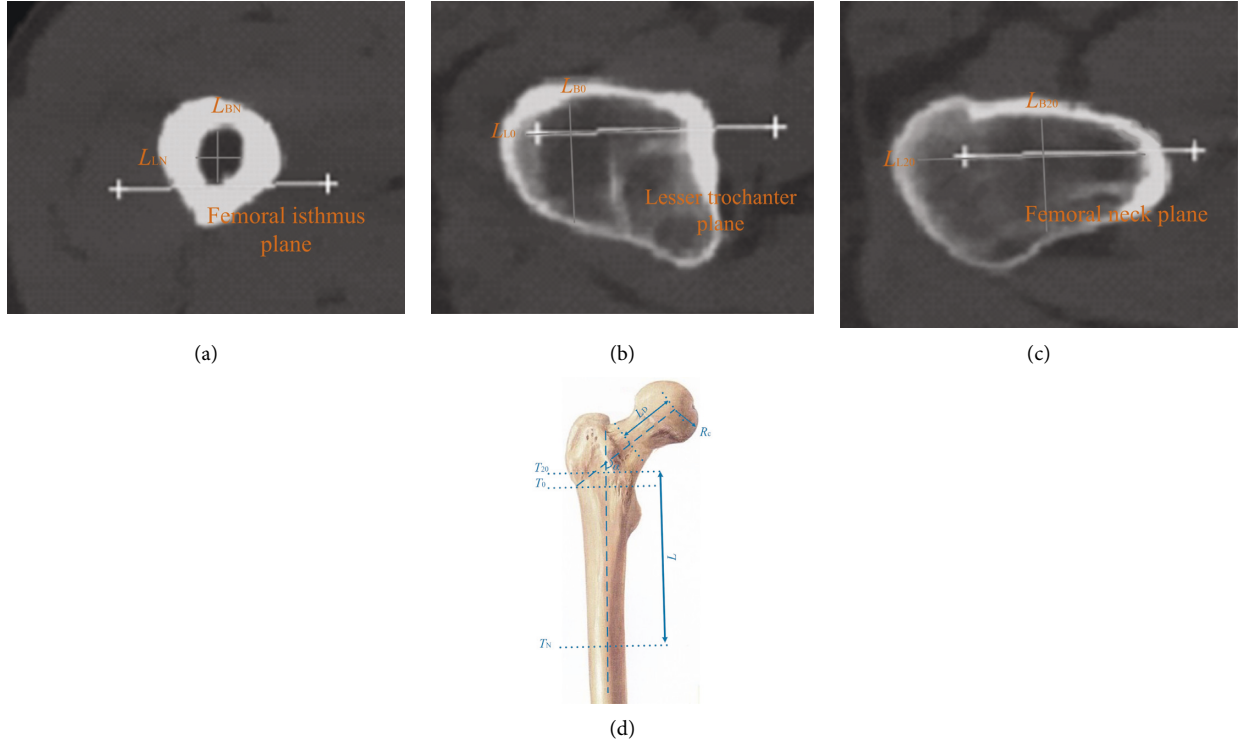 LBN
LLN
Femoral isthmus
plane
(a)
LB0
LL0
Lesser trochanter
plane
(b)
LB20
LL20
Femoral neck plane
(c)
LD
Rc
T20
T0
L
TN
(d)